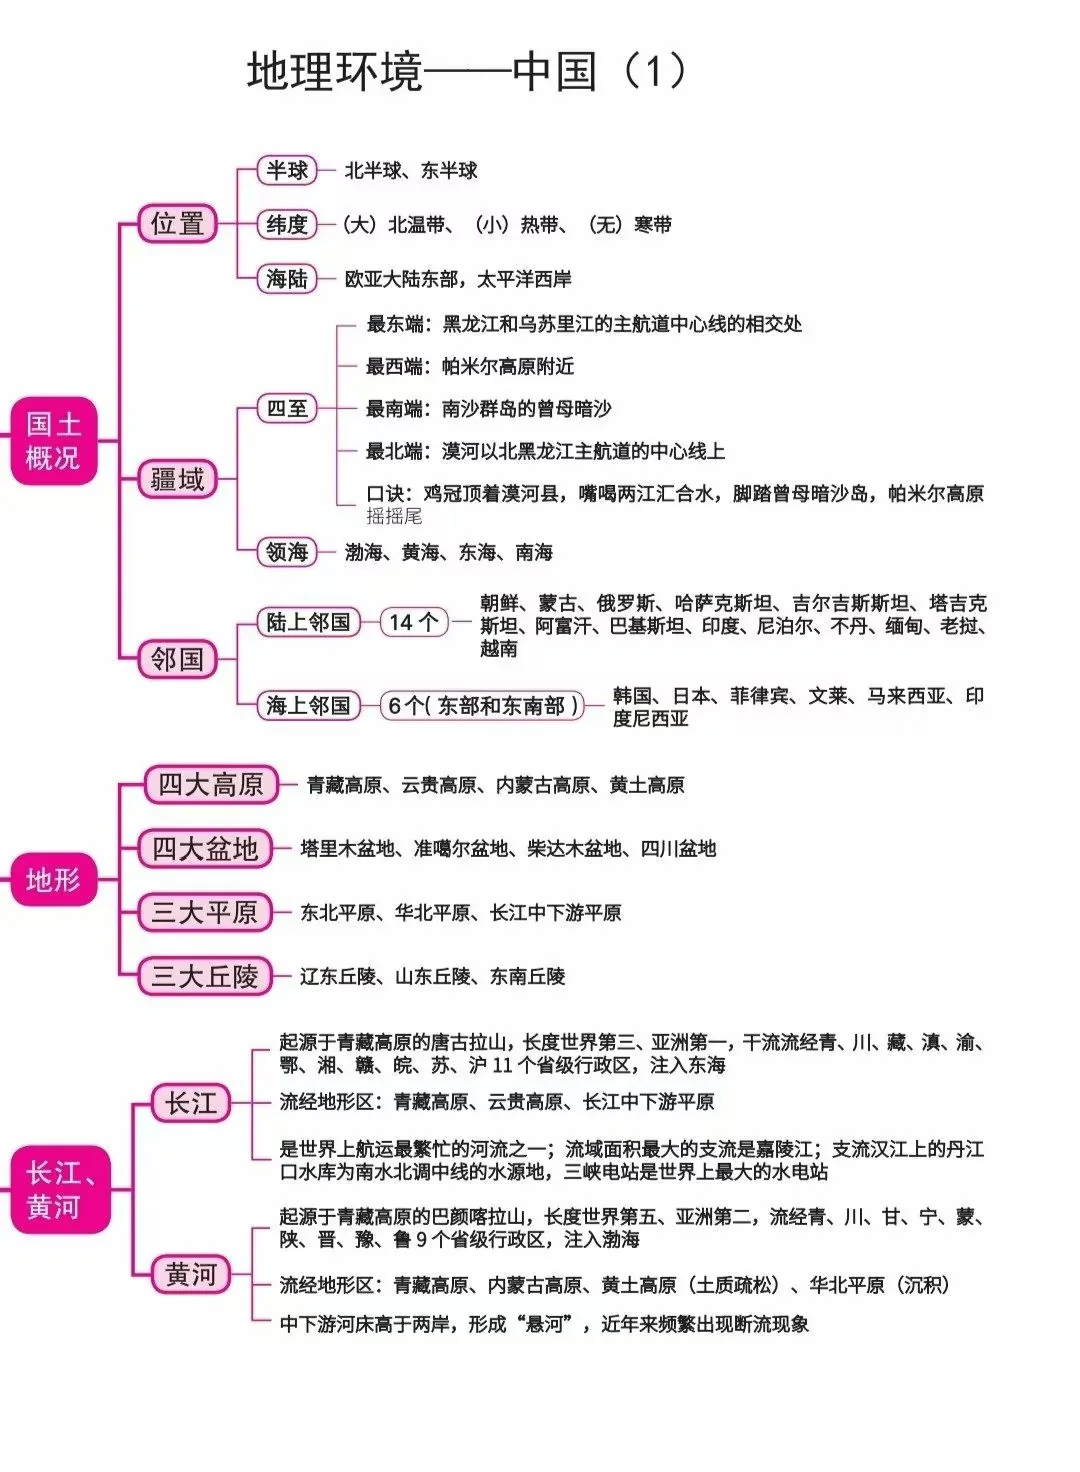 地理环境——中国（1）
半球
北半球、东半球
位置
纬度
（大）北温带、（小）热带、（无）寒带
海陆
欧亚大陆东部，太平洋西岸
国土
概况
疆域
四至
最东端：黑龙江和乌苏里江的主航道中心线的相交处
最西端：帕米尔高原附近
最南端：南沙群岛的曾母暗沙
最北端：漠河以北黑龙江主航道的中心线上
口诀：鸡冠顶着漠河县，嘴喝两江汇合水，脚踏曾母暗沙岛，帕米尔高原
摇摇尾
领海
渤海、黄海、东海、南海
邻国
陆上邻国
14 个
朝鲜、蒙古、俄罗斯、哈萨克斯坦、吉尔吉斯斯坦、塔吉克
斯坦、阿富汗、巴基斯坦、印度、尼泊尔、不丹、缅甸、老挝、
越南
海上邻国
6个( 东部和东南部 )
韩国、日本、菲律宾、文莱、马来西亚、印
度尼西亚
地形
四大高原
青藏高原、云贵高原、内蒙古高原、黄土高原
四大盆地
塔里木盆地、准噶尔盆地、柴达木盆地、四川盆地
三大平原
东北平原、华北平原、长江中下游平原
三大丘陵
辽东丘陵、山东丘陵、东南丘陵
长江、
黄河
长江
起源于青藏高原的唐古拉山，长度世界第三、亚洲第一，干流流经青、川、藏、滇、渝、
鄂、湘、赣、皖、苏、沪 11 个省级行政区，注入东海
流经地形区：青藏高原、云贵高原、长江中下游平原
是世界上航运最繁忙的河流之一；流域面积最大的支流是嘉陵江；支流汉江上的丹江
口水库为南水北调中线的水源地，三峡电站是世界上最大的水电站
黄河
起源于青藏高原的巴颜喀拉山，长度世界第五、亚洲第二，流经青、川、甘、宁、蒙、
陕、晋、豫、鲁 9 个省级行政区，注入渤海
流经地形区：青藏高原、内蒙古高原、黄土高原（土质疏松）、华北平原（沉积）
中下游河床高于两岸，形成“悬河”，近年来频繁出现断流现象